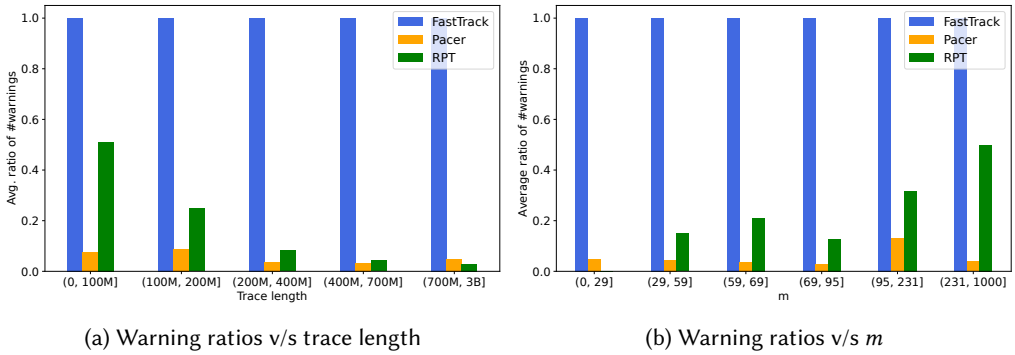 Avg. ratio of #warnings
1.0
0.8
0.6
0.4
0.2
0.0
FastTrack
Pacer
RPT
(0, 100M] (100M, 200M] (200M, 400M] (400M, 700M] (700M, 3B]
Trace length
(a) Warning ratios v/s trace length
Average ratio of #warnings
1.0
0.8
0.6
0.4
0.2
0.0
FastTrack
Pacer
RPT
(0, 29] (29, 59] (59, 69] (69, 95] (95, 231] (231, 1000]
m
(b) Warning ratios v/s m